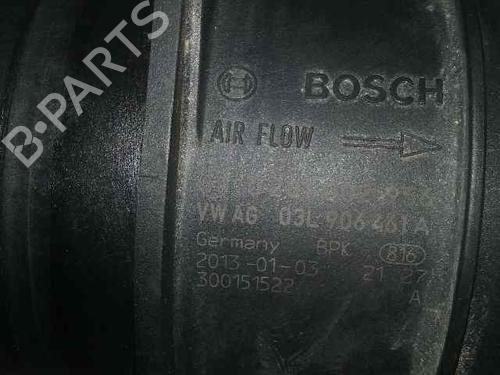 B-PARTS
BOSCH
AIR FLOW
VW AG 03L 906 461 A
Germany BPK 816
2013-01-03 21 27
300151522 A